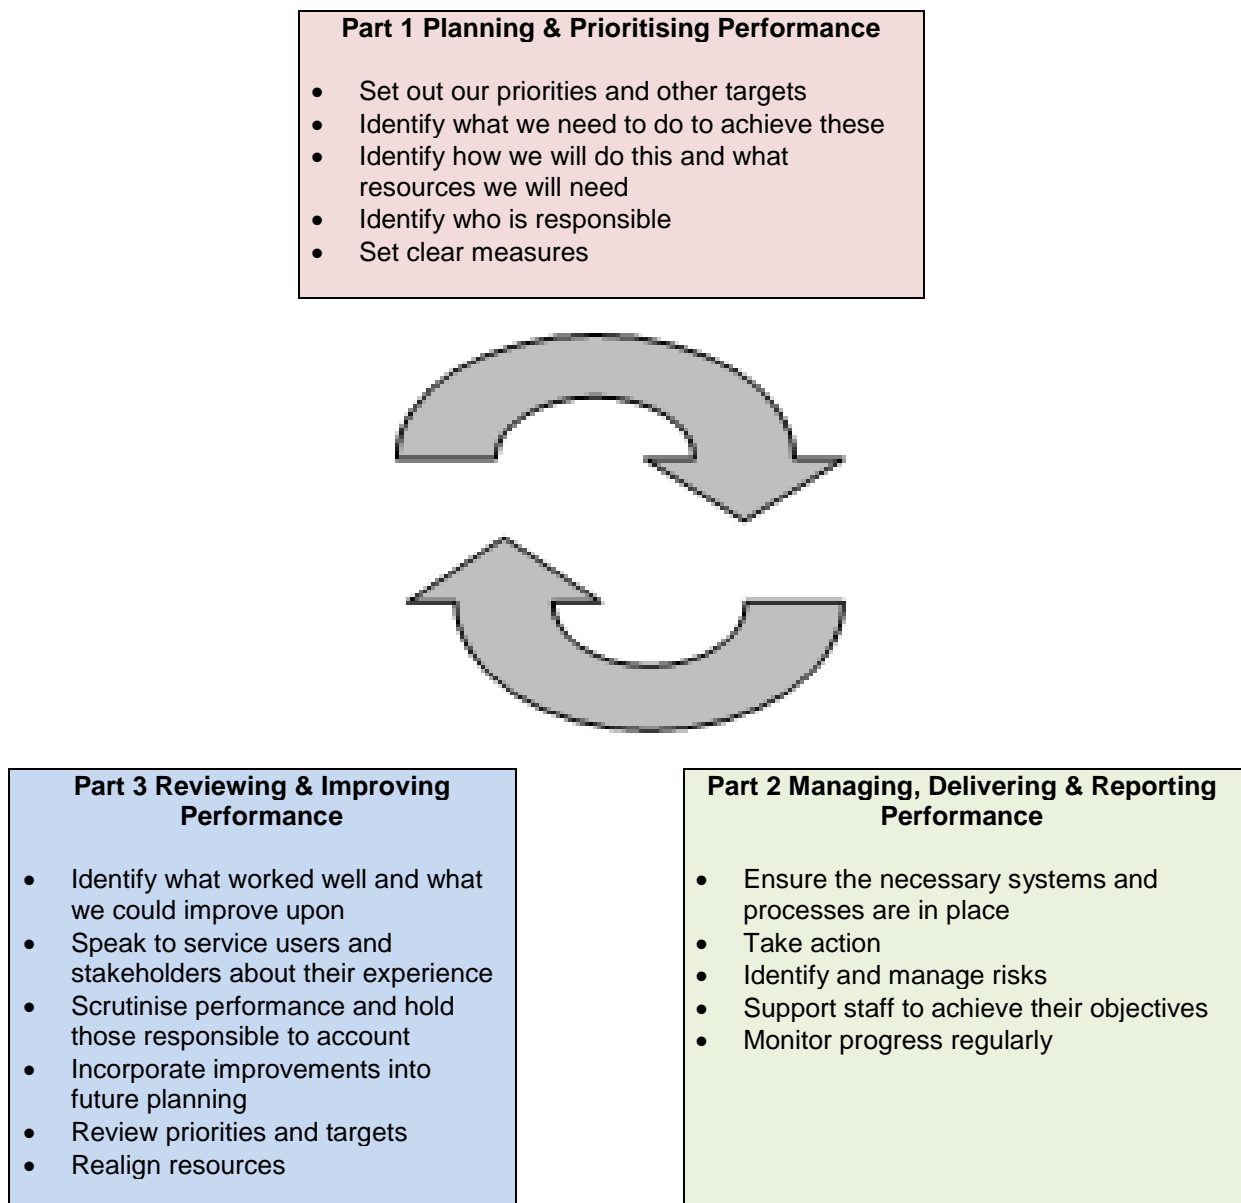 Part 1 Planning & Prioritising Performance
• Set out our priorities and other targets
• Identify what we need to do to achieve these
• Identify how we will do this and what
resources we will need
• Identify who is responsible
• Set clear measures
Part 3 Reviewing & Improving
Performance
• Identify what worked well and what
we could improve upon
• Speak to service users and
stakeholders about their experience
• Scrutinise performance and hold
those responsible to account
• Incorporate improvements into
future planning
• Review priorities and targets
• Realign resources
Part 2 Managing, Delivering & Reporting
Performance
• Ensure the necessary systems and
processes are in place
• Take action
• Identify and manage risks
• Support staff to achieve their objectives
• Monitor progress regularly